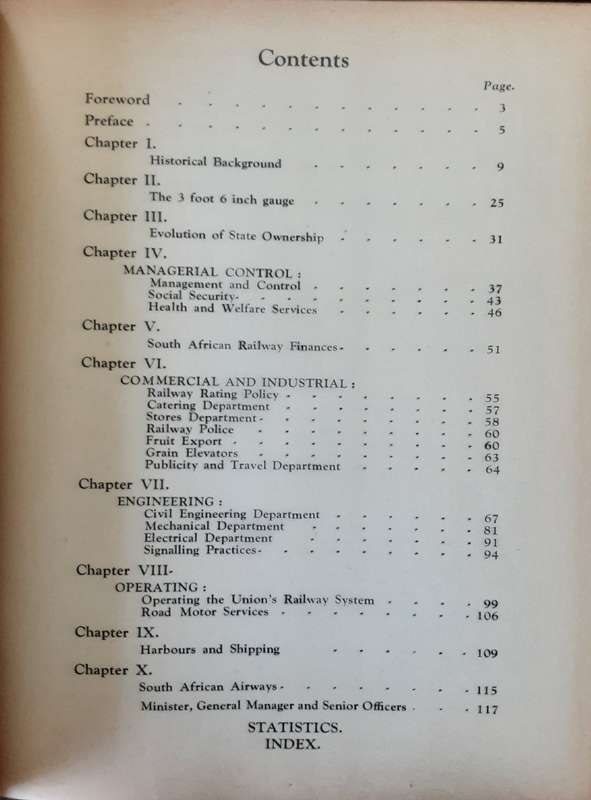 Contents
Page.
Foreword - - - - - - - - - - - 3
Preface - - - - - - - - - - - - 5
Chapter I.
Historical Background - - - - - - - 9
Chapter II.
The 3 foot 6 inch gauge - - - - - - - 25
Chapter III.
Evolution of State Ownership - - - - - - 31
Chapter IV.
MANAGERIAL CONTROL :
Management and Control - - - - - - - 37
Social Security - - - - - - - - - - 43
Health and Welfare Services - - - - - - 46
Chapter V.
South African Railway Finances - - - - - - 51
Chapter VI.
COMMERCIAL AND INDUSTRIAL :
Railway Rating Policy - - - - - - - - 55
Catering Department - - - - - - - - 57
Stores Department - - - - - - - - - 58
Railway Police - - - - - - - - - 60
Fruit Export - - - - - - - - - - 60
Grain Elevators - - - - - - - - - 63
Publicity and Travel Department - - - - - 64
Chapter VII.
ENGINEERING :
Civil Engineering Department - - - - - - 67
Mechanical Department - - - - - - - 81
Electrical Department - - - - - - - 91
Signalling Practices - - - - - - - - - 94
Chapter VIII-
OPERATING :
Operating the Union's Railway System - - - - 99
Road Motor Services - - - - - - - - 106
Chapter IX.
Harbours and Shipping - - - - - - 109
Chapter X.
South African Airways - - - - - - - - 115
Minister, General Manager and Senior Officers - - - 117
STATISTICS.
INDEX.